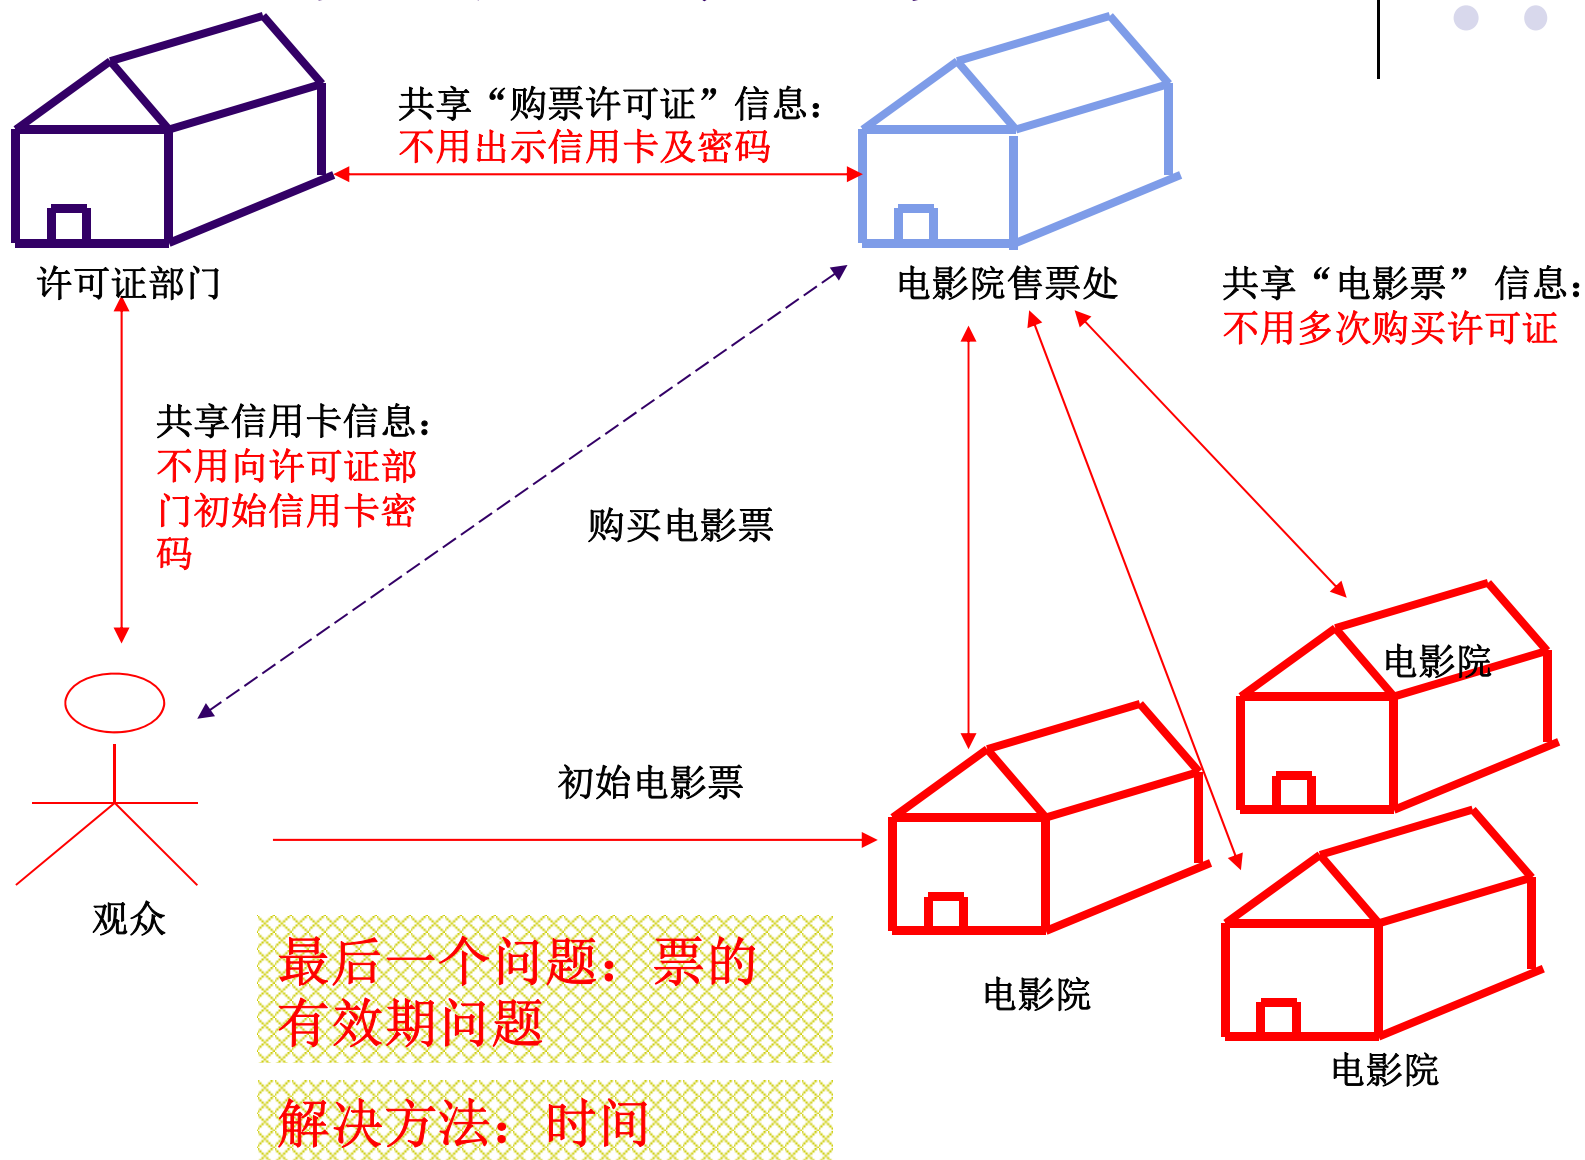 共享“购票许可证”信息：
不用出示信用卡及密码
许可证部门
电影院售票处
共享“电影票” 信息：
不用多次购买许可证
共享信用卡信息：
不用向许可证部
门初始信用卡密
码
购买电影票
电影院
初始电影票
观众
最后一个问题：票的
有效期问题
电影院
电影院
解决方法：时间